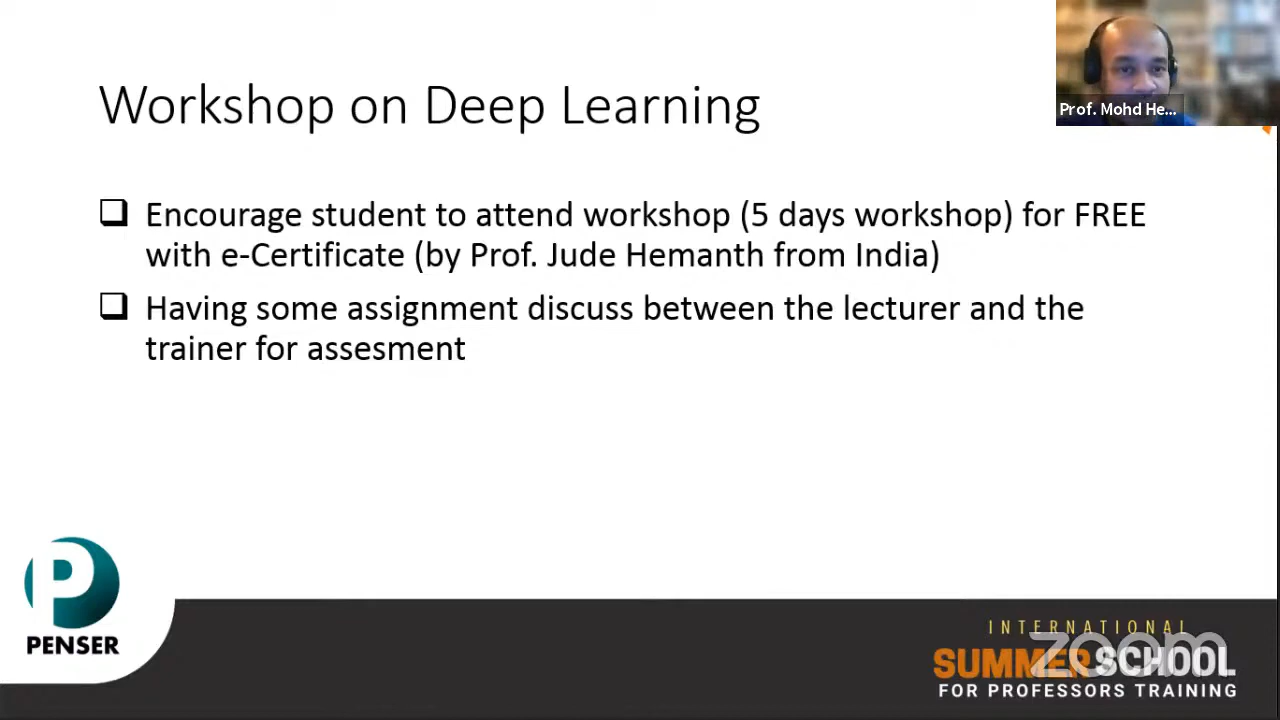 Workshop on Deep Learning
Prof. Mohd He...
Encourage student to attend workshop (5 days workshop) for FREE
with e-Certificate (by Prof. Jude Hemanth from India)
Having some assignment discuss between the lecturer and the
trainer for assesment
P
PENSER
INTERNATIONAL
zoom
SUMMER SCHOOL
FOR PROFESSORS TRAINING